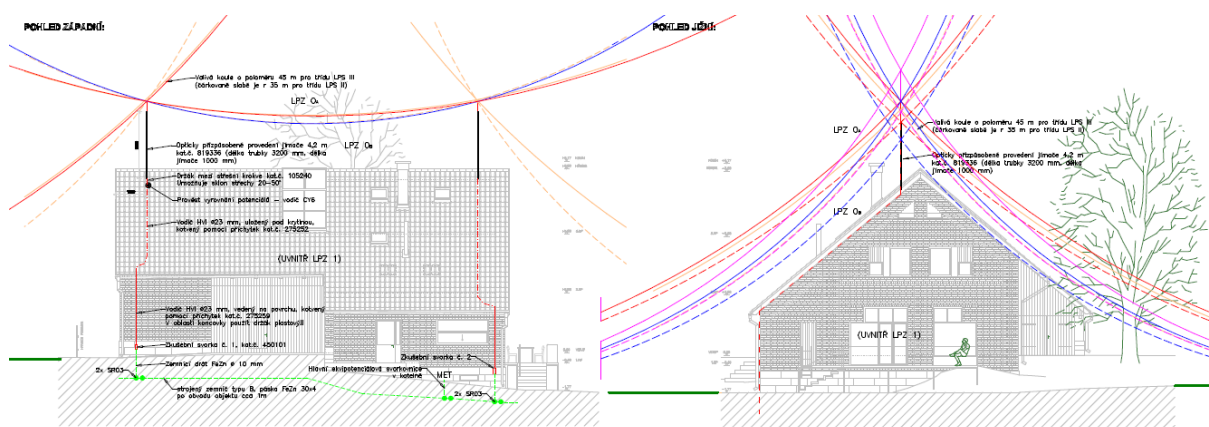 POHLED ZÁPADNÍ:
Valivá koule o poloměru 45 m pro třídu LPS III
(čárkovaně slabě je r 35 m pro třídu LPS II)
LPZ 0A
Opticky přizpůsobené provedení jímače 4,2 m
kat.č. 819336 (délka trubky 3200 mm, délka
jímače 1000 mm)
LPZ 0B
Držák mezi střešní krokve kat.č. 105240
Umožňuje sklon střechy 20-50°
Provést vyrovnání potenciálů – vodič CY6
Vodič HVI ø23 mm, uložený pod krytinou,
kotvený pomocí příchytek kat.č. 275252
(UVNITŘ LPZ 1)
Vodič HVI ø23 mm, vedený na povrchu, kotvený
pomocí příchytek kat.č. 275259
V oblasti koncovky použít držák plastový!!
Zkušební svorka č. 1, kat.č. 450101
Zemnicí drát FeZn ø 10 mm
2x SR03
strojený zemnič typu B, páska FeZn 30x4
po obvodu objektu cca 1m
Zkušební svorka č. 2
Hlavní ekvipotenciálová svorkovnice
v kotelně
MET
2x SR03
POHLED JIŽNÍ:
Valivá koule o poloměru 45 m pro třídu LPS III
(čárkovaně slabě je r 35 m pro třídu LPS II)
LPZ 0A
Opticky přizpůsobené provedení jímače 4,2 m
kat.č. 819336 (délka trubky 3200 mm, délka
jímače 1000 mm)
LPZ 0B
(UVNITŘ LPZ 1)